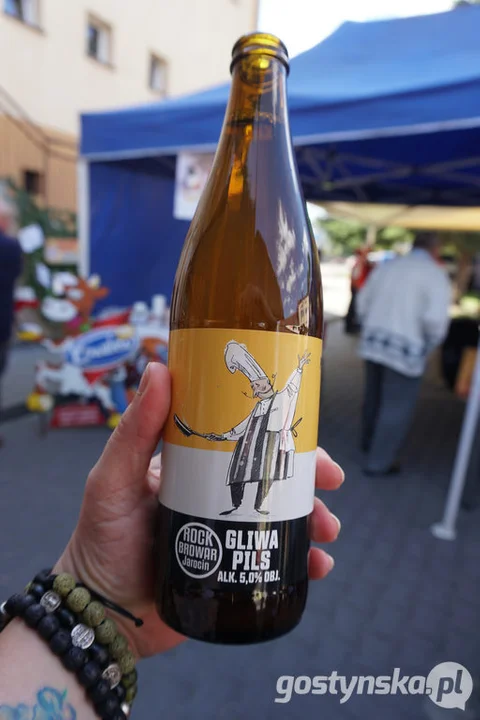 ROCK
BROWAR
Jarocin
GLIWA
PILS
ALK. 5,0% OBJ.
gostynska.pl